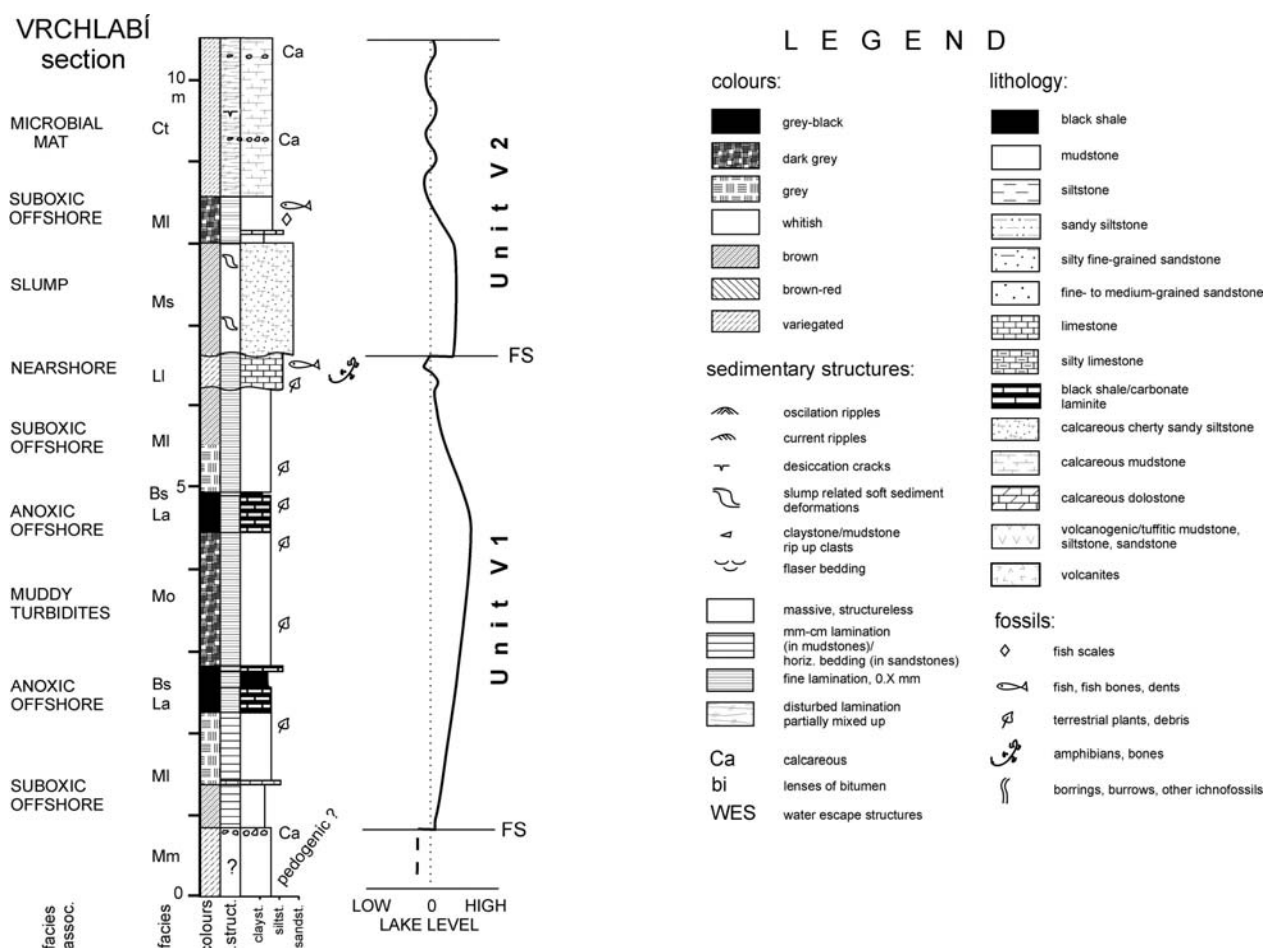 VRCHLABÍ
section
10
m
MICROBIAL
MAT
Ct
Ca
Ca
SUBOXIC
OFFSHORE
Ml
SLUMP
Ms
NEARSHORE
Ll
SUBOXIC
OFFSHORE
Ml
5
Bs
ANOXIC
OFFSHORE
La
MUDDY
TURBIDITES
Mo
ANOXIC
OFFSHORE
Bs
La
SUBOXIC
OFFSHORE
Ml
Ca
Mm
?
pedogenic ?
0
facies
assoc.
facies
colours
.struct.
clayst.
siltst.
sandst.
Unit V2
FS
Unit V1
FS
LOW
0
HIGH
LAKE LEVEL
LEGEND
colours:
grey-black
dark grey
grey
whitish
brown
brown-red
variegated
sedimentary structures:
oscilation ripples
current ripples
desiccation cracks
slump related soft sediment
deformations
claystone/mudstone
rip up clasts
flaser bedding
massive, structureless
mm-cm lamination
(in mudstones)/
horiz. bedding (in sandstones)
fine lamination, 0.X mm
disturbed lamination
partially mixed up
Ca calcareous
bi lenses of bitumen
WES water escape structures
lithology:
black shale
mudstone
siltstone
sandy siltstone
silty fine-grained sandstone
fine- to medium-grained sandstone
limestone
silty limestone
black shale/carbonate
laminite
calcareous cherty sandy siltstone
calcareous mudstone
calcareous dolostone
volcanogenic/tuffitic mudstone,
siltstone, sandstone
volcanites
fossils:
fish scales
fish, fish bones, dents
terrestrial plants, debris
amphibians, bones
borrings, burrows, other ichnofossils